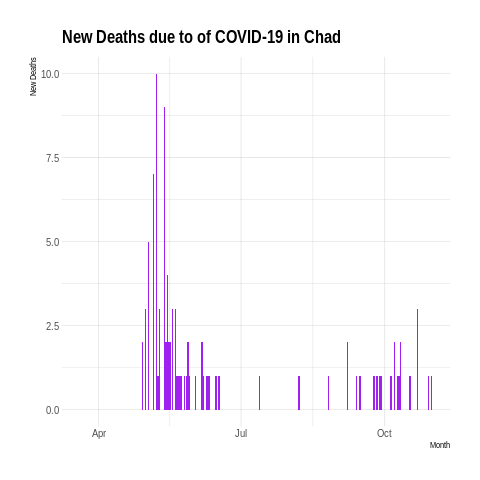 New Deaths due to of COVID-19 in Chad
New Deaths
10.0
7.5
5.0
2.5
0.0
Apr
Jul
Oct
Month